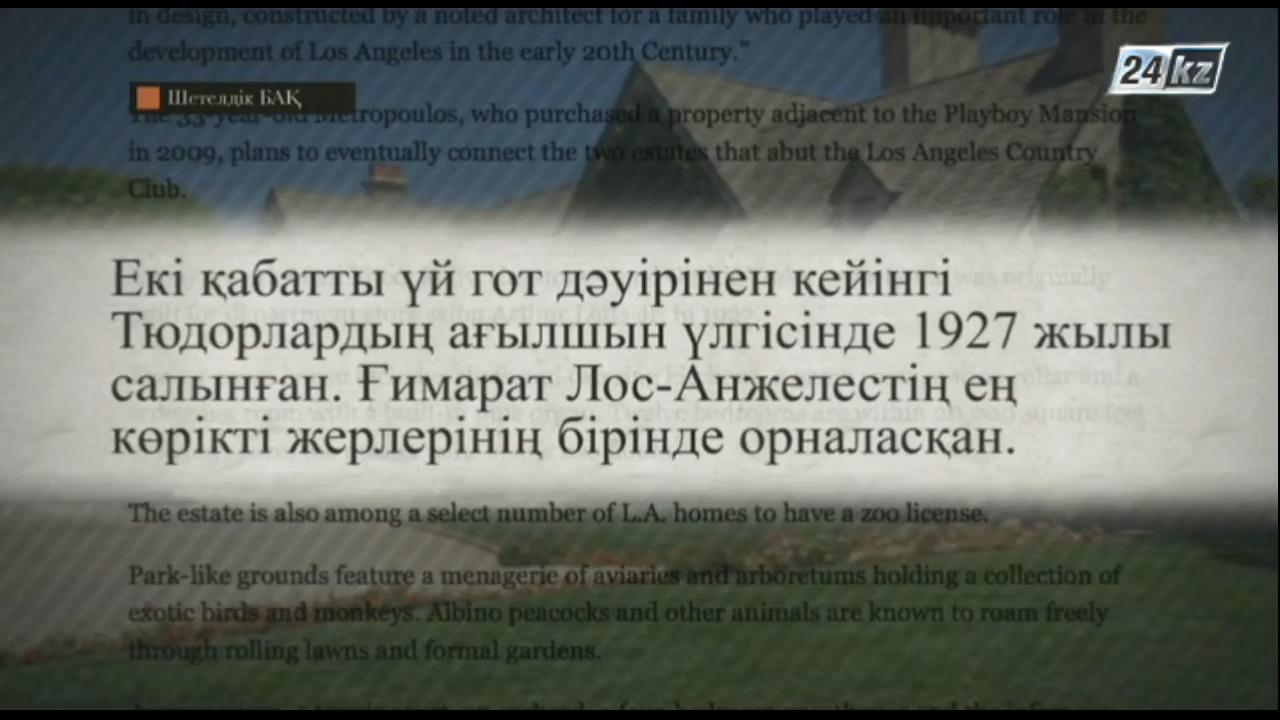 in design, constructed by a noted architect for a family who played an important role in the
development of Los Angeles in the early 20th Century."
24 kz
Шетелдік БАҚ
The 33-year-old Metropoulos, who purchased a property adjacent to the Playboy Mansion
in 2009, plans to eventually connect the two estates that abut the Los Angeles Country
Club.
Екі қабатты үй гот дәуірінен кейінгі
Тюдорлардың ағылшын үлгісінде 1927 жылы
салынған. Ғимарат Лос-Анжелестің ең
көрікті жерлерінің бірінде орналасқан.
The estate is also among a select number of L.A. homes to have a zoo license.
Park-like grounds feature a menagerie of aviaries and arboretums holding a collection of
exotic birds and monkeys. Albino peacocks and other animals are known to roam freely
through rolling lawns and formal gardens.